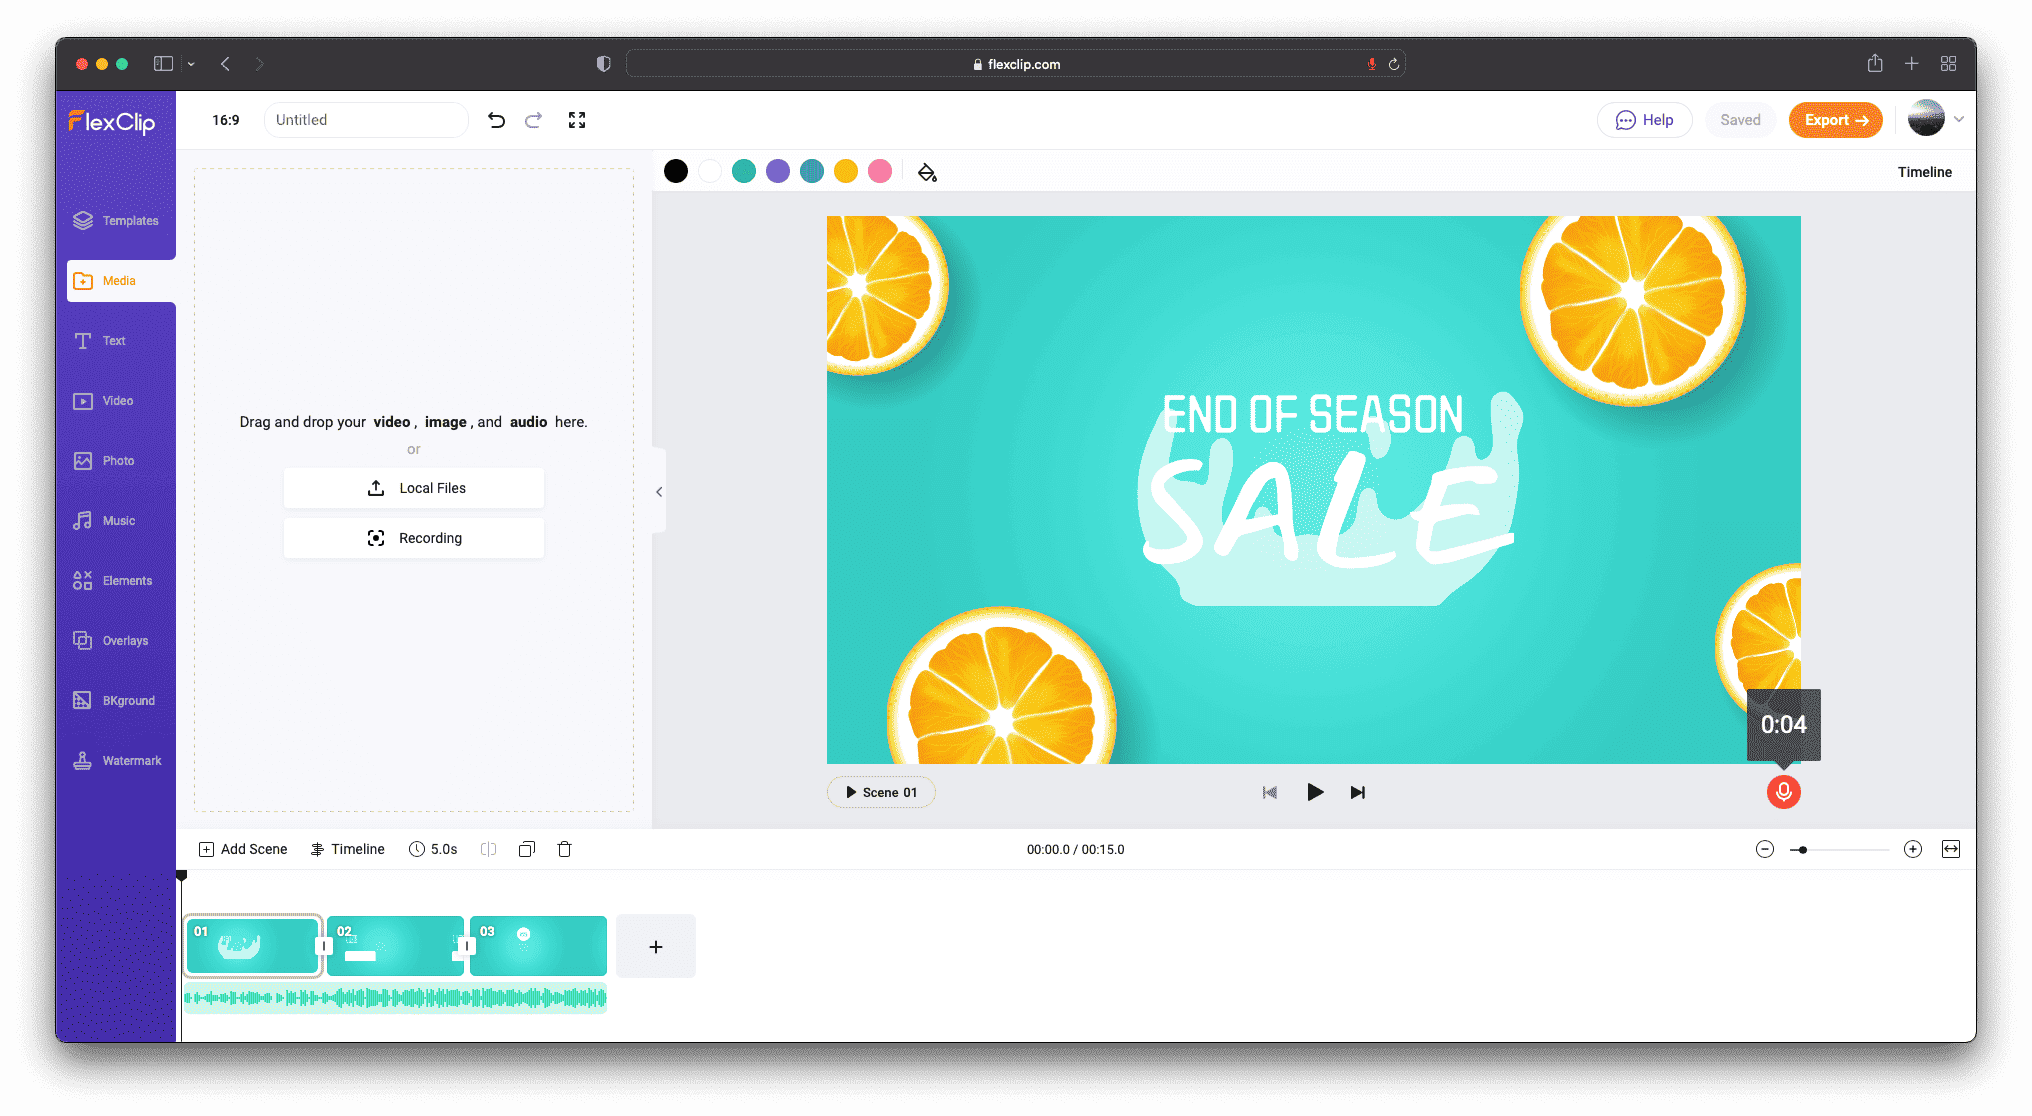 flexclip.com
FlexClip
16:9
Untitled
Help
Saved
Export
Templates
Media
Text
Video
Photo
Music
Elements
Overlays
BKground
Watermark
Drag and drop your video, image, and audio here.
or
Local Files
Recording
Timeline
END OF SEASON
SALE
0:04
Scene 01
Add Scene
Timeline
5.0s
00:00.0 / 00:15.0
01
02
03